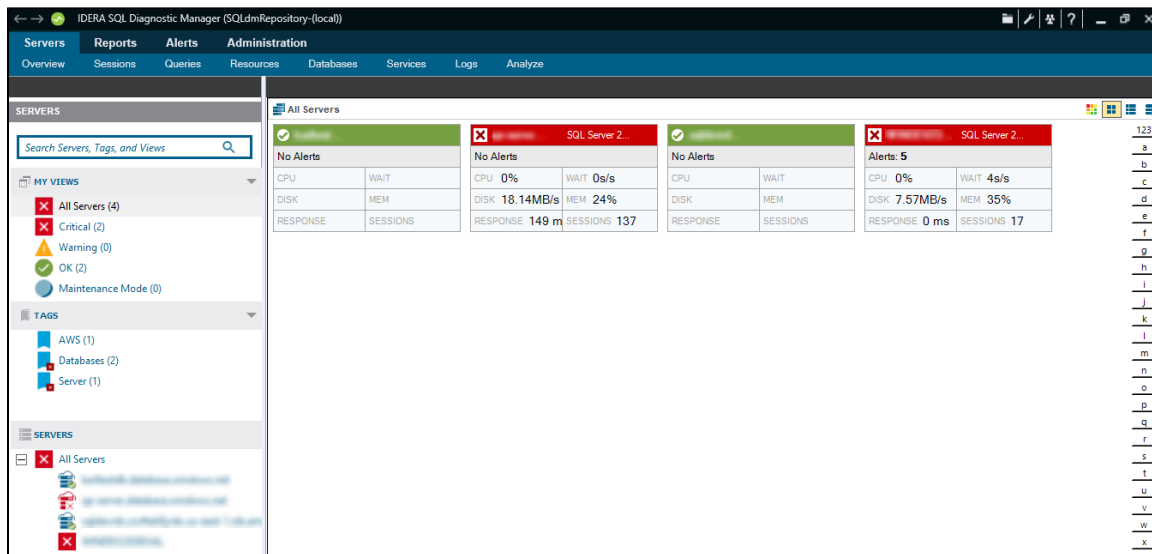 IDERA SQL Diagnostic Manager (SQLdmRepository-(local))
Servers Reports Alerts Administration
Overview Sessions Queries Resources Databases Services Logs Analyze
SERVERS
Search Servers, Tags, and Views
MY VIEWS
All Servers (4)
Critical (2)
Warning (0)
OK (2)
Maintenance Mode (0)
TAGS
AWS (1)
Databases (2)
Server (1)
SERVERS
All Servers
All Servers
No Alerts
CPU WAIT
DISK MEM
RESPONSE SESSIONS
SQL Server 2...
No Alerts
CPU 0% WAIT 0s/s
DISK 18.14MB/s MEM 24%
RESPONSE 149 m SESSIONS 137
No Alerts
CPU WAIT
DISK MEM
RESPONSE SESSIONS
SQL Server 2...
Alerts: 5
CPU 0% WAIT 4s/s
DISK 7.57MB/s MEM 35%
RESPONSE 0 ms SESSIONS 17
123
a
b
c
d
e
f
g
h
i
j
k
l
m
n
o
p
q
r
s
t
u
v
w
x